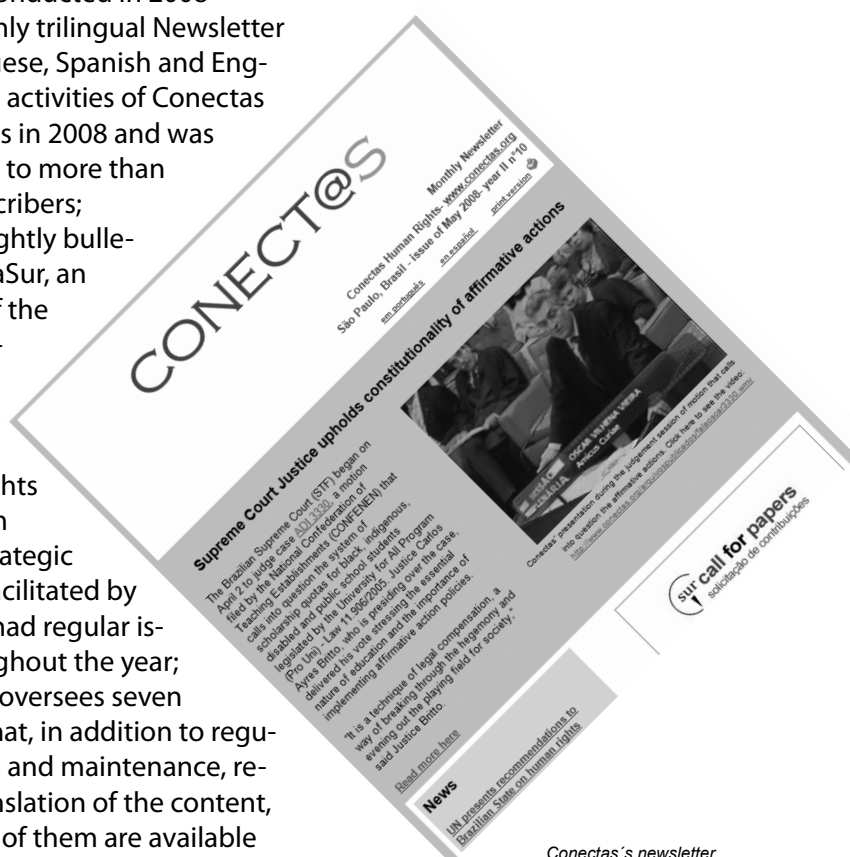 hly trilingual Newsletter
uese, Spanish and Eng-
activities of Conectas
s in 2008 and was
to more than
cribers;
ghtly bulle-
aSur, an
f the
hts
ategic
cilitated by
had regular is-
ghout the year;
oversees seven
hat, in addition to regu-
s and maintenance, re-
nslation of the content,
of them are available
CONECT@S
Monthly Newsletter
Conectas Human Rights- www.conectas.org
São Paulo, Brasil - issue of May 2008- year II n°10
em português en español print version
Supreme Court Justice upholds constitutionality of affirmative actions
The Brazilian Supreme Court (STF) began on
April 2 to judge case ADI 3330, a motion
filed by the National Confederation of
Teaching Establishments (CONFENEN) that
calls into question the system of
scholarship quotas for black, indigenous,
disabled and public school students
legislated by the University for All Program
(Pro Uni) - Law 11.906/2005. Justice Carlos
Ayres Britto, who is presiding over the case,
delivered his vote stressing the essential
nature of education and the importance of
implementing affirmative action policies.
"It is a technique of legal compensation, a
way of breaking through the hegemony and
evening out the playing field for society,"
said Justice Britto.
Read more here
OSCAR VILHENA VIEIRA
Amicus Curiae
Conectas´ presentation during the judgement session of motion that calls
into question the affirmative actions. Click here to see the video:
sur call for papers
solicitação de contribuições
News
UN presents recommendations to
Brazilian State on human rights
Conectas´s newsletter